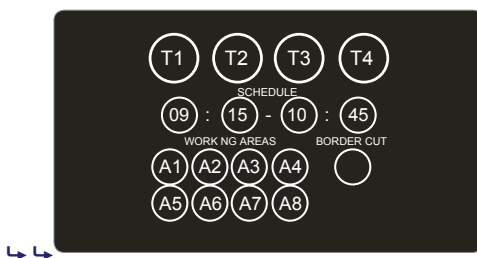 T1 T2 T3 T4
SCHEDULE
09 : 15 - 10 : 45
WORK NG AREAS BORDER CUT
A1 A2 A3 A4
A5 A6 A7 A8